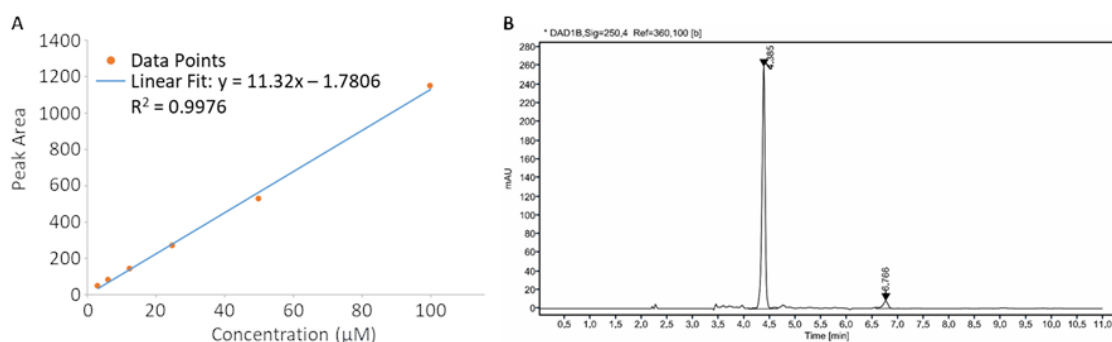 A
1400
1200
1000
800
600
400
200
0
Peak Area
Data Points
Linear Fit: y = 11.32x – 1.7806
R² = 0.9976
0 20 40 60 80 100
Concentration (µM)
B
* DAD1B,Sig=250,4 Ref=360,100 [b]
280
260
240
220
200
180
160
140
120
100
80
60
40
20
0
mAU
4.385
6.766
0,5 1,0 1,5 2,0 2,5 3,0 3,5 4,0 4,5 5,0 5,5 6,0 6,5 7,0 7,5 8,0 8,5 9,0 9,5 10,0 10,5 11,0
Time [min]